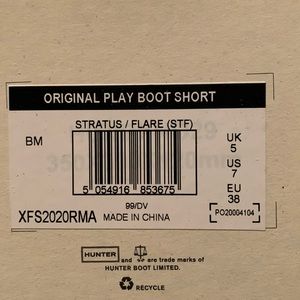 ORIGINAL PLAY BOOT SHORT
STRATUS / FLARE (STF)
BM
UK
5
US
7
EU
38
5 054916 853675
99/DV
XFS2020RMA MADE IN CHINA
PO20004104
HUNTER and are trade marks of
HUNTER BOOT LIMITED.
RECYCLE